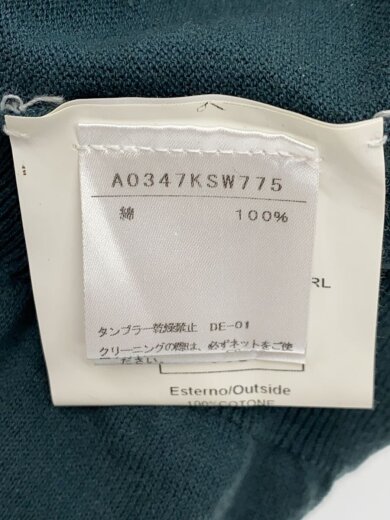 A0347KSW775
綿 100%
RL
タンブラー乾燥禁止 DE-01
クリーニングの際は、必ずネットをご使
ください。
Esterno/Outside
100%COTONE